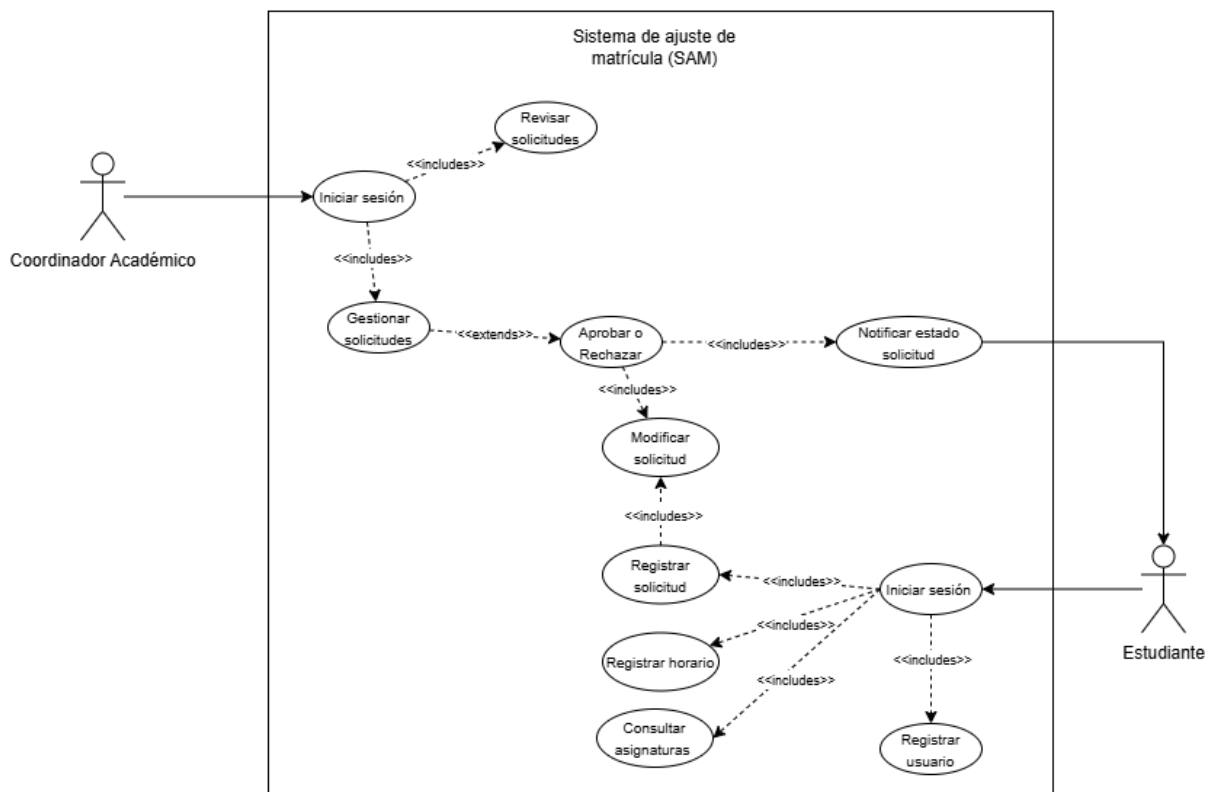 Sistema de ajuste de
matrícula (SAM)
Revisar
solicitudes
<<includes>>
Iniciar sesión
Coordinador Académico
<<includes>>
Gestionar
solicitudes
<<extends>>
Aprobar o
Rechazar
<<includes>>
Notificar estado
solicitud
<<includes>>
Modificar
solicitud
<<includes>>
Registrar
solicitud
<<includes>>
Iniciar sesión
<<includes>>
Estudiante
Registrar horario
<<includes>>
<<includes>>
Consultar
asignaturas
Registrar
usuario